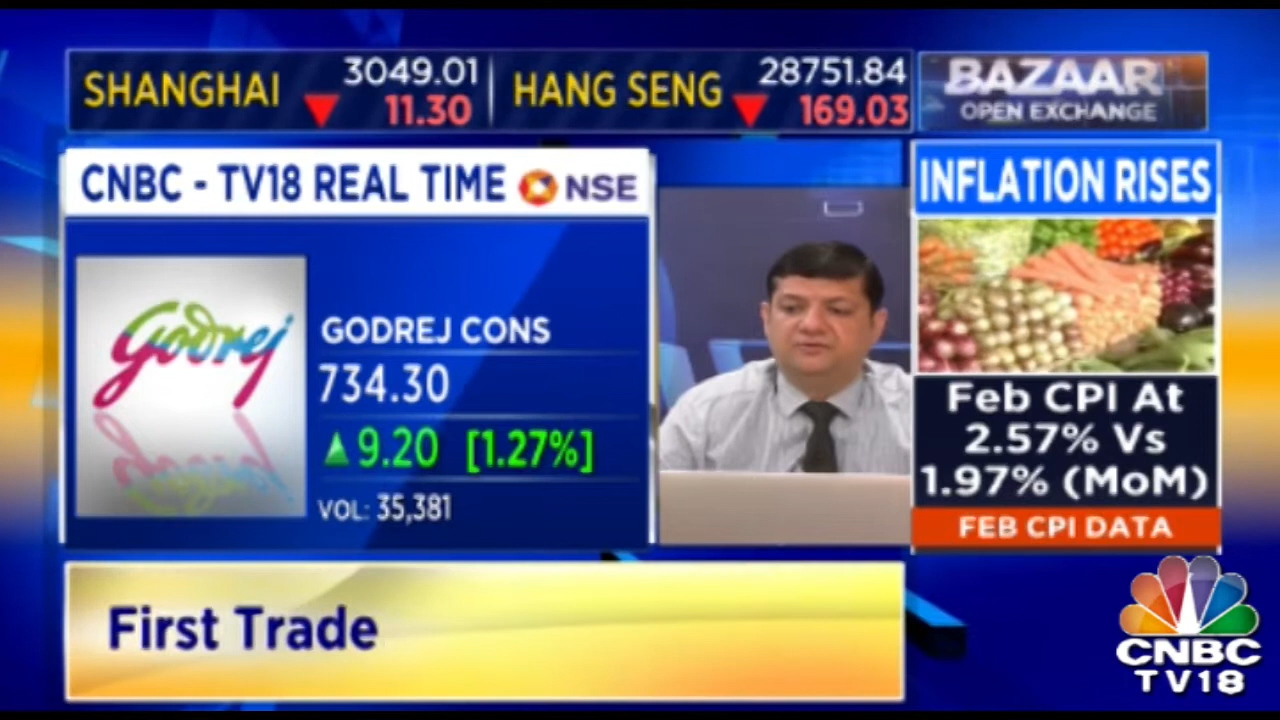 SHANGHAI
3049.01
11.30
HANG SENG
28751.84
169.03
BAZAAR
OPEN EXCHANGE
CNBC - TV18 REAL TIME NSE
INFLATION RISES
Godrej
GODREJ CONS
734.30
9.20 [1.27%]
VOL: 35,381
Feb CPI At
2.57% Vs
1.97% (MoM)
FEB CPI DATA
First Trade
CNBC
TV18